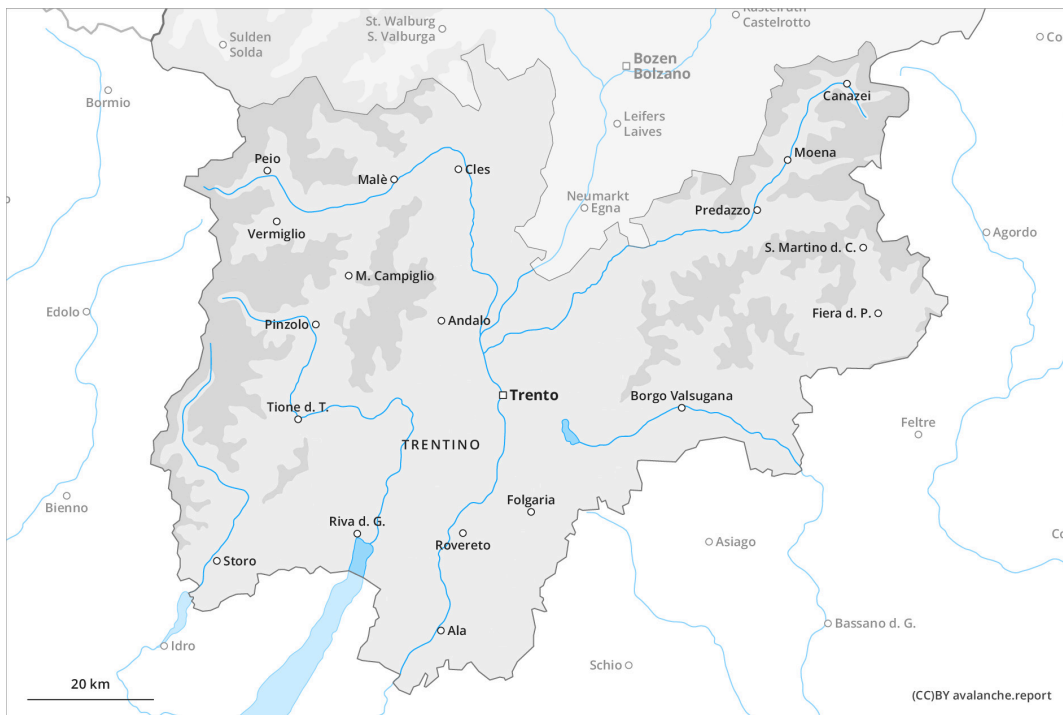 Kastelruth
Castelrotto
St. Walburg
S. Valburga
Sulden
Solda
Co
Bozen
Bolzano
Bormio
Canazei
Leifers
Laives
Moena
Peio
Malè
Cles
Neumarkt
Egna
Predazzo
Vermiglio
Agordo
S. Martino d. C.
M. Campiglio
Edolo
Pinzolo
Andalo
Fiera d. P.
Trento
Borgo Valsugana
Tione d. T.
Feltre
TRENTINO
Bienno
Folgaria
Riva d. G.
Rovereto
Asiago
Co
Storo
Ala
Bassano d. G.
Idro
Schio
20 km
(CC)BY avalanche.report